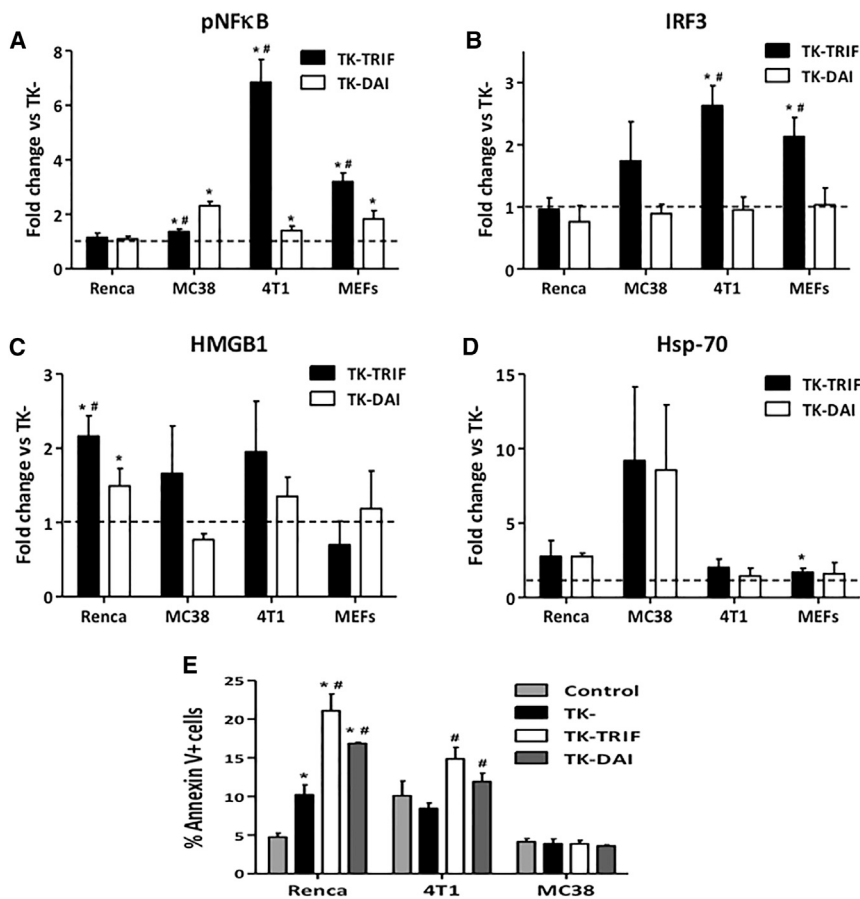 A
pNFκB
TK-TRIF
TK-DAI
Fold change vs TK-
8
6
4
2
0
* #
*
* #
*
* #
*
Renca
MC38
4T1
MEFs
B
IRF3
TK-TRIF
TK-DAI
Fold change vs TK-
3
2
1
0
* #
* #
Renca
MC38
4T1
MEFs
C
HMGB1
TK-TRIF
TK-DAI
Fold change vs TK-
3
2
1
0
* #
*
Renca
MC38
4T1
MEFs
D
Hsp-70
TK-TRIF
TK-DAI
Fold change vs TK-
15
10
5
0
*
Renca
MC38
4T1
MEFs
E
% Annexin V+ cells
25
20
15
10
5
0
*
* #
* #
#
#
Control
TK-
TK-TRIF
TK-DAI
Renca
4T1
MC38